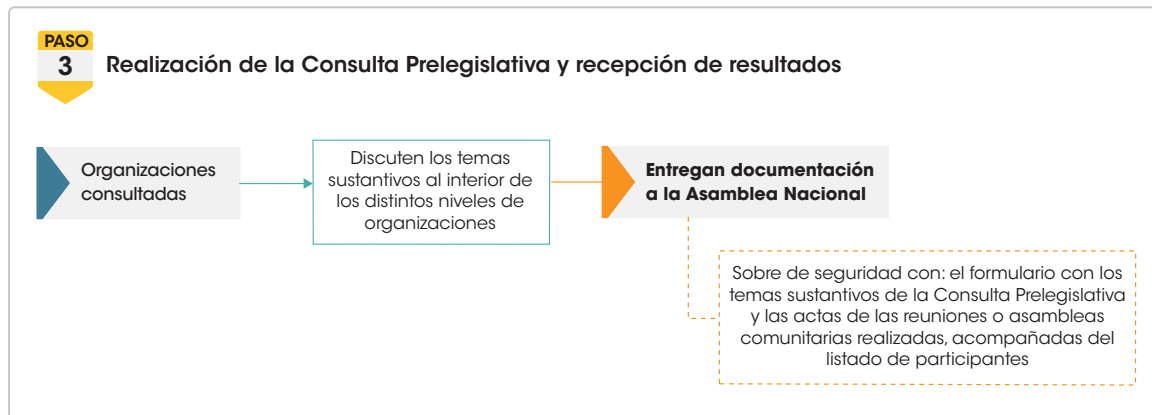 PASO
3
Realización de la Consulta Prelegislativa y recepción de resultados
Organizaciones
consultadas
Discuten los temas
sustantivos al interior de
los distintos niveles de
organizaciones
Entregan documentación
a la Asamblea Nacional
Sobre de seguridad con: el formulario con los
temas sustantivos de la Consulta Prelegislativa
y las actas de las reuniones o asambleas
comunitarias realizadas, acompañadas del
listado de participantes